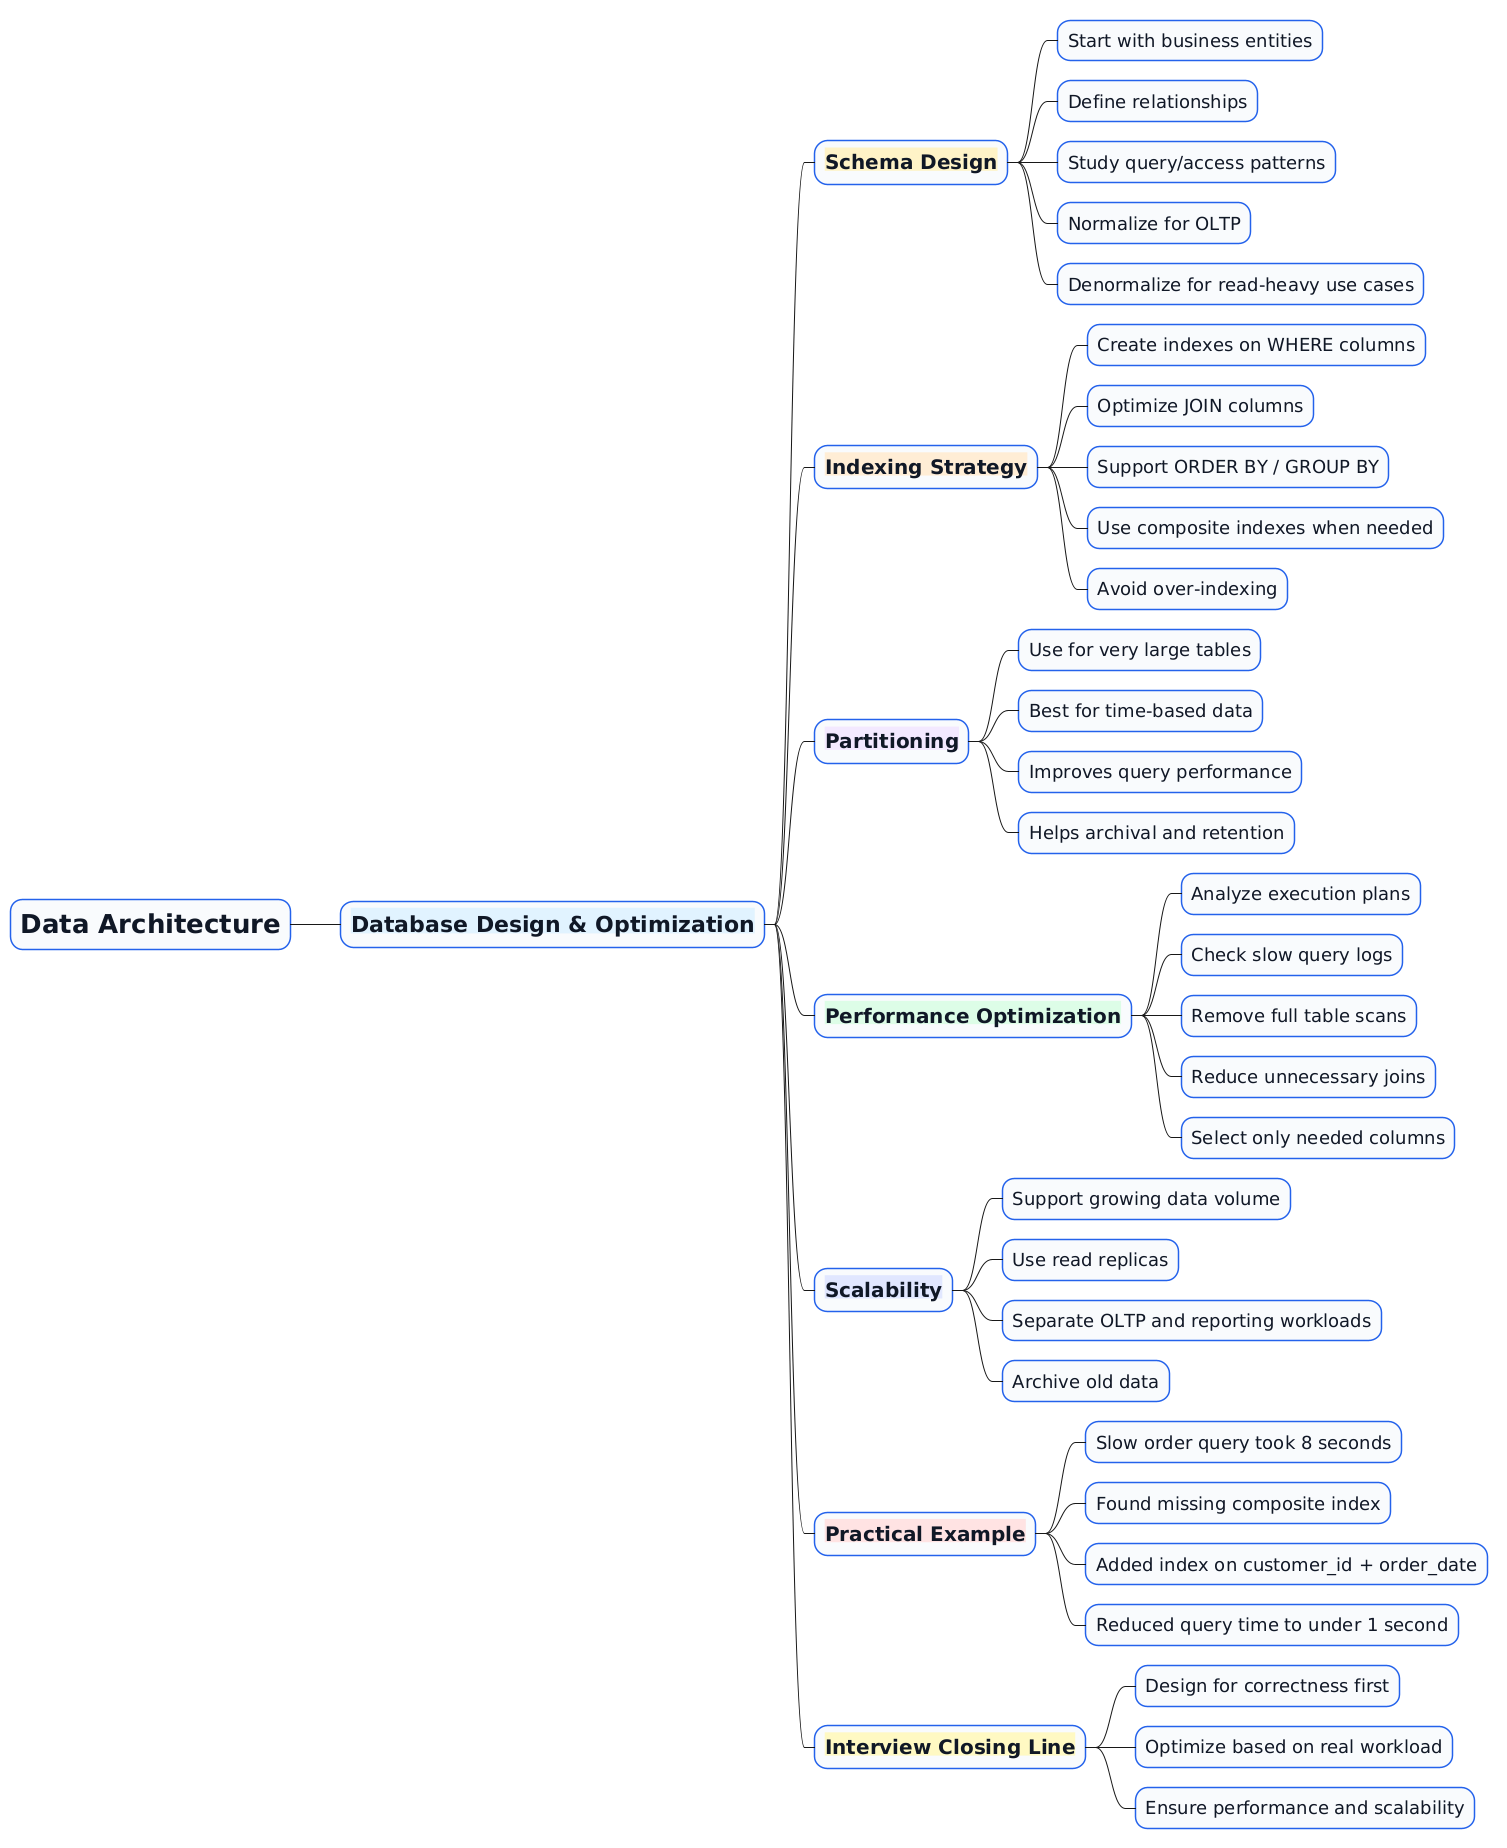 Data Architecture
Database Design & Optimization
Schema Design
Start with business entities
Define relationships
Study query/access patterns
Normalize for OLTP
Denormalize for read-heavy use cases
Indexing Strategy
Create indexes on WHERE columns
Optimize JOIN columns
Support ORDER BY / GROUP BY
Use composite indexes when needed
Avoid over-indexing
Partitioning
Use for very large tables
Best for time-based data
Improves query performance
Helps archival and retention
Performance Optimization
Analyze execution plans
Check slow query logs
Remove full table scans
Reduce unnecessary joins
Select only needed columns
Scalability
Support growing data volume
Use read replicas
Separate OLTP and reporting workloads
Archive old data
Practical Example
Slow order query took 8 seconds
Found missing composite index
Added index on customer_id + order_date
Reduced query time to under 1 second
Interview Closing Line
Design for correctness first
Optimize based on real workload
Ensure performance and scalability